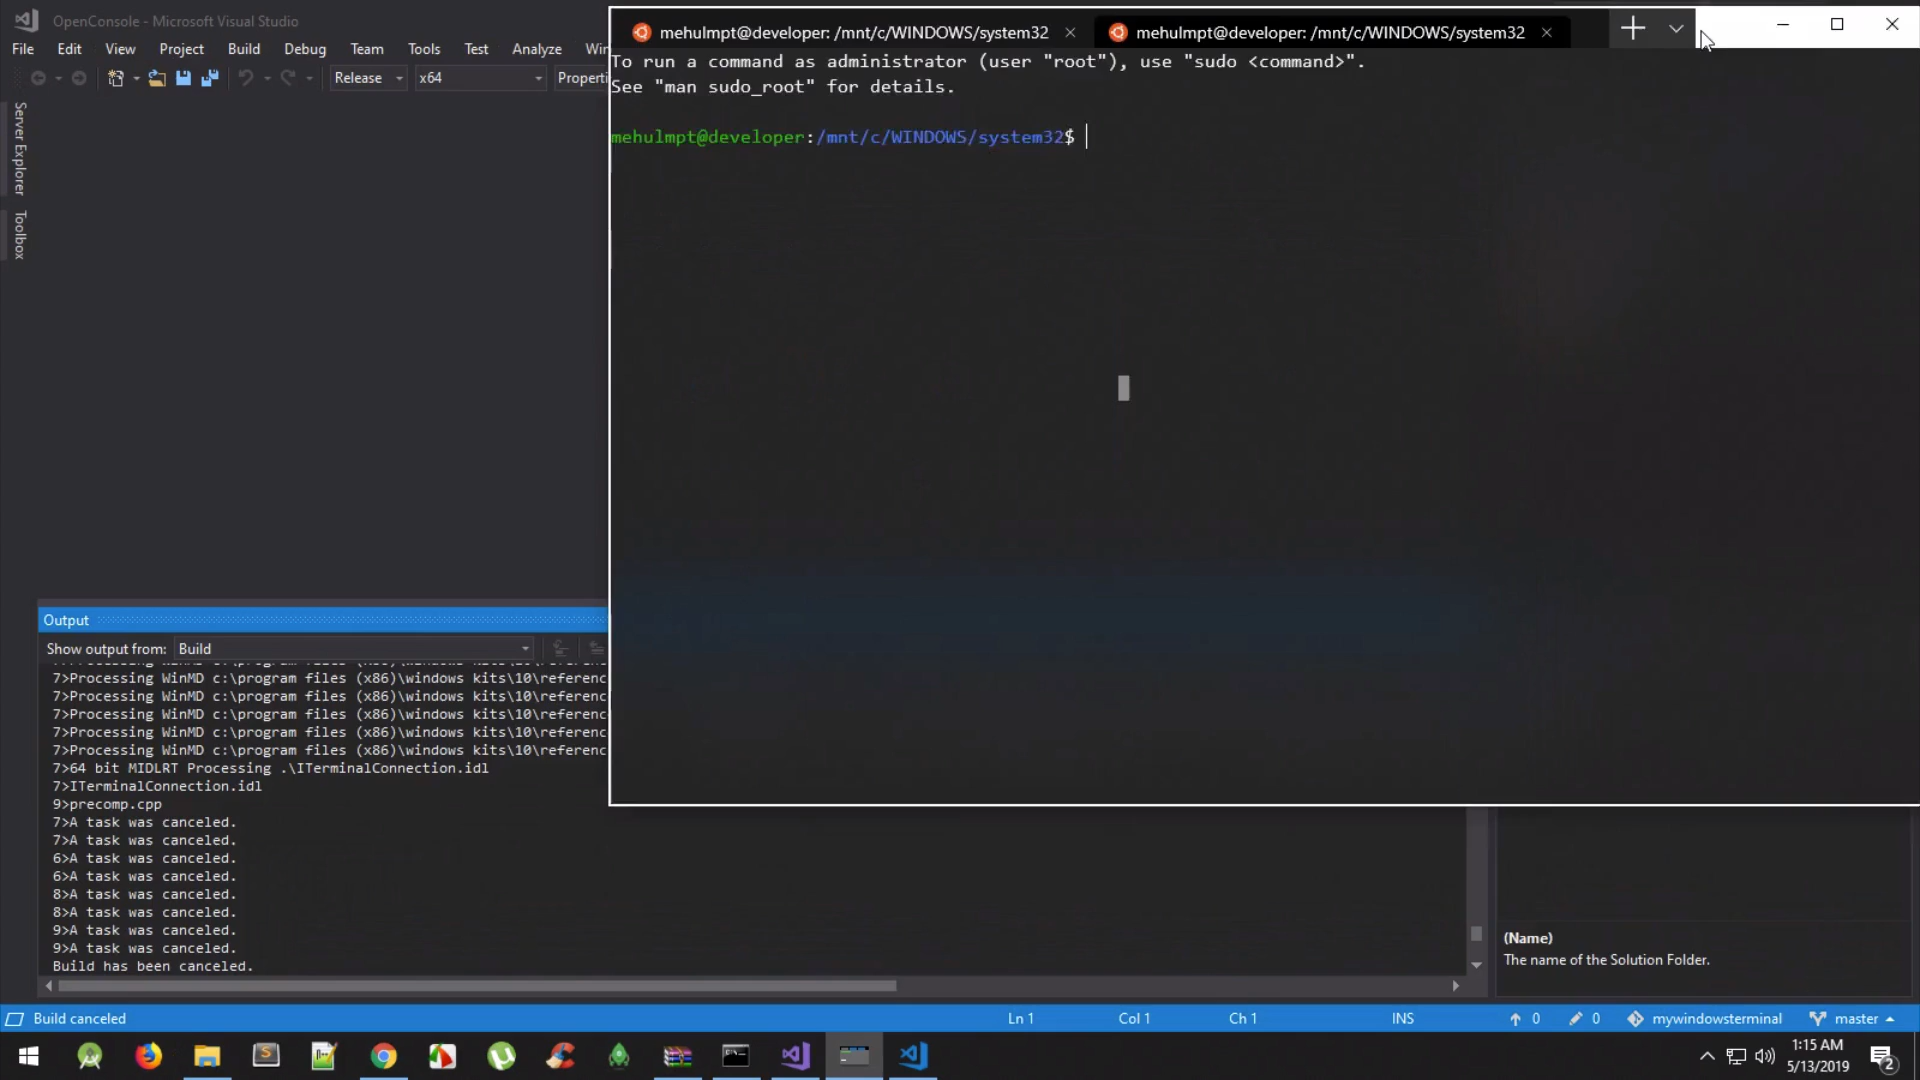 OpenConsole - Microsoft Visual Studio
File Edit View Project Build Debug Team Tools Test Analyze Win
Release x64 Properti
Server Explorer
Toolbox
mehulmpt@developer: /mnt/c/WINDOWS/system32
mehulmpt@developer: /mnt/c/WINDOWS/system32
To run a command as administrator (user "root"), use "sudo <command>".
See "man sudo_root" for details.
mehulmpt@developer:/mnt/c/WINDOWS/system32$
Output
Show output from: Build
7>Processing WinMD c:\program files (x86)\windows kits\10\referenc
7>Processing WinMD c:\program files (x86)\windows kits\10\referenc
7>Processing WinMD c:\program files (x86)\windows kits\10\referenc
7>Processing WinMD c:\program files (x86)\windows kits\10\referenc
7>Processing WinMD c:\program files (x86)\windows kits\10\referenc
7>64 bit MIDLRT Processing .\ITerminalConnection.idl
7>ITerminalConnection.idl
9>precomp.cpp
7>A task was canceled.
7>A task was canceled.
6>A task was canceled.
6>A task was canceled.
8>A task was canceled.
8>A task was canceled.
9>A task was canceled.
9>A task was canceled.
Build has been canceled.
(Name)
The name of the Solution Folder.
Build canceled Ln 1 Col 1 Ch 1 INS 0 0 mywindowsterminal master
1:15 AM
5/13/2019
2